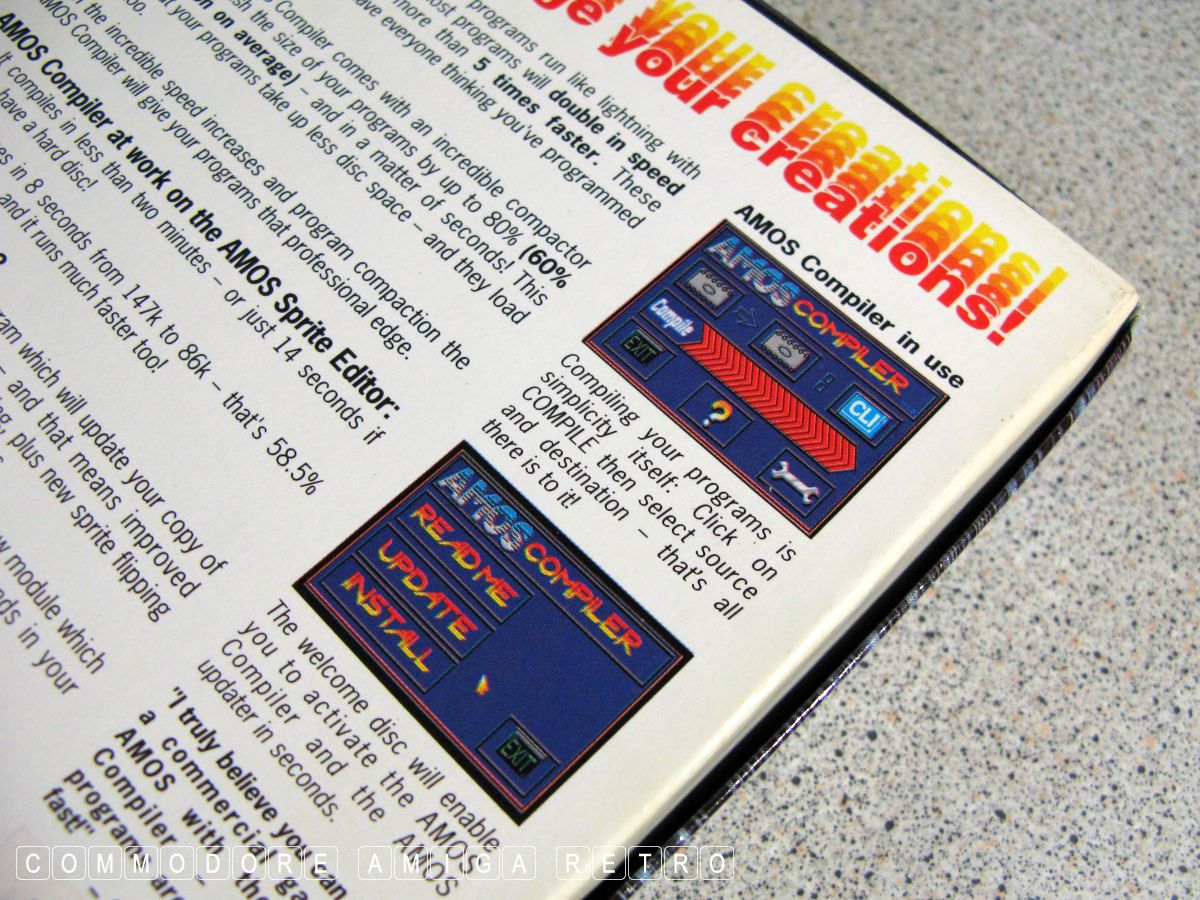 your creations!
programs run like lightning with
most programs will double in speed
more than 5 times faster. These
have everyone thinking you've programmed
Compiler comes with an incredible compactor
the size of your programs by up to 80% (60%
on average) – and in a matter of seconds! This
your programs take up less disc space – and they load
too.
the incredible speed increases and program compaction the
AMOS Compiler will give your programs that professional edge.
AMOS Compiler at work on the AMOS Sprite Editor:
It compiles in less than two minutes – or just 14 seconds if
have a hard disc!
in 8 seconds from 147k to 86k – that's 58.5%
and it runs much faster too!
which will update your copy of
– and that means improved
plus new sprite flipping
module which
in your
AMOS Compiler in use
AMOS COMPILER
Compile
EXIT
?
CLI
Compiling your programs is
simplicity itself. Click on
COMPILE then select source
and destination – that's all
there is to it!
AMOS COMPILER
READ ME
UPDATE
INSTALL
EXIT
The welcome disc will enable
you to activate the AMOS
Compiler and the AMOS
updater in seconds.
"I truly believe you can
a commercial
AMOS with the
Compiler –
programs are
fast!"
COMMODORE AMIGA RETRO